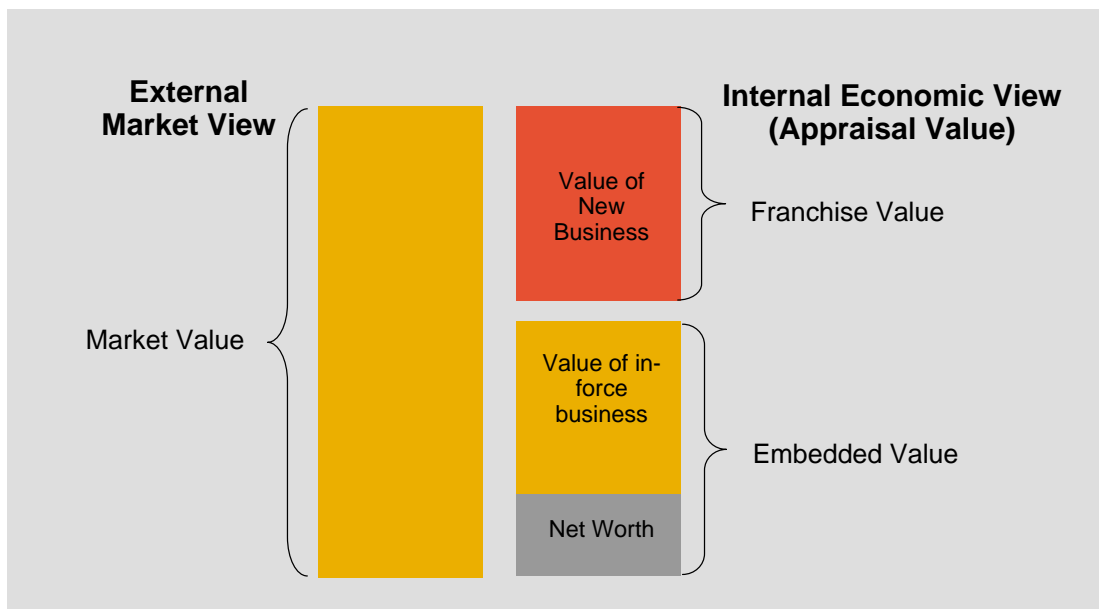 External
Market View
Market Value
Internal Economic View
(Appraisal Value)
Value of
New
Business
Franchise Value
Value of in-
force
business
Embedded Value
Net Worth